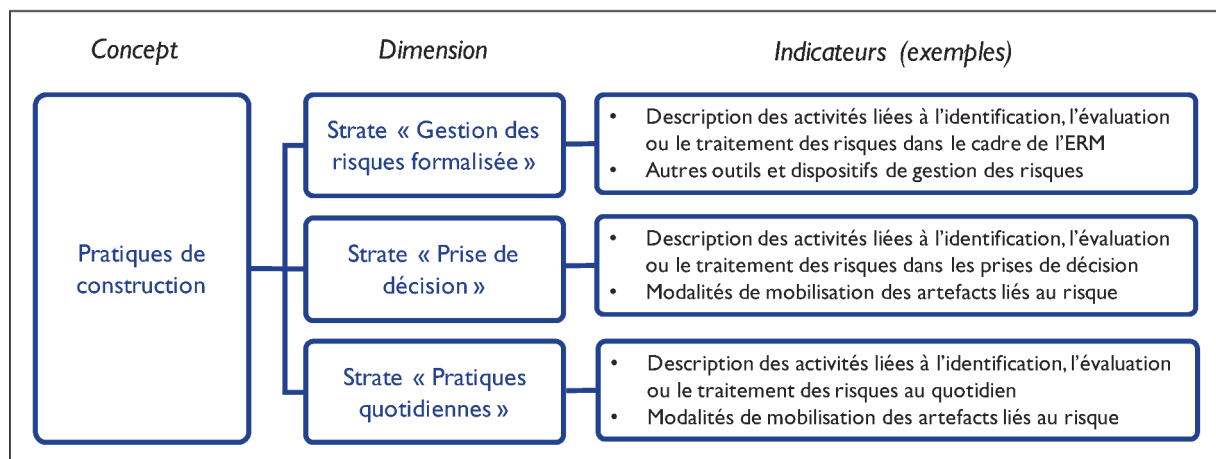 Concept
Dimension
Indicateurs (exemples)
Pratiques de
construction
Strate « Gestion des
risques formalisée »
• Description des activités liées à l'identification, l'évaluation
ou le traitement des risques dans le cadre de l'ERM
• Autres outils et dispositifs de gestion des risques
Strate « Prise de
décision »
• Description des activités liées à l'identification, l'évaluation
ou le traitement des risques dans les prises de décision
• Modalités de mobilisation des artefacts liés au risque
Strate « Pratiques
quotidiennes »
• Description des activités liées à l'identification, l'évaluation
ou le traitement des risques au quotidien
• Modalités de mobilisation des artefacts liés au risque